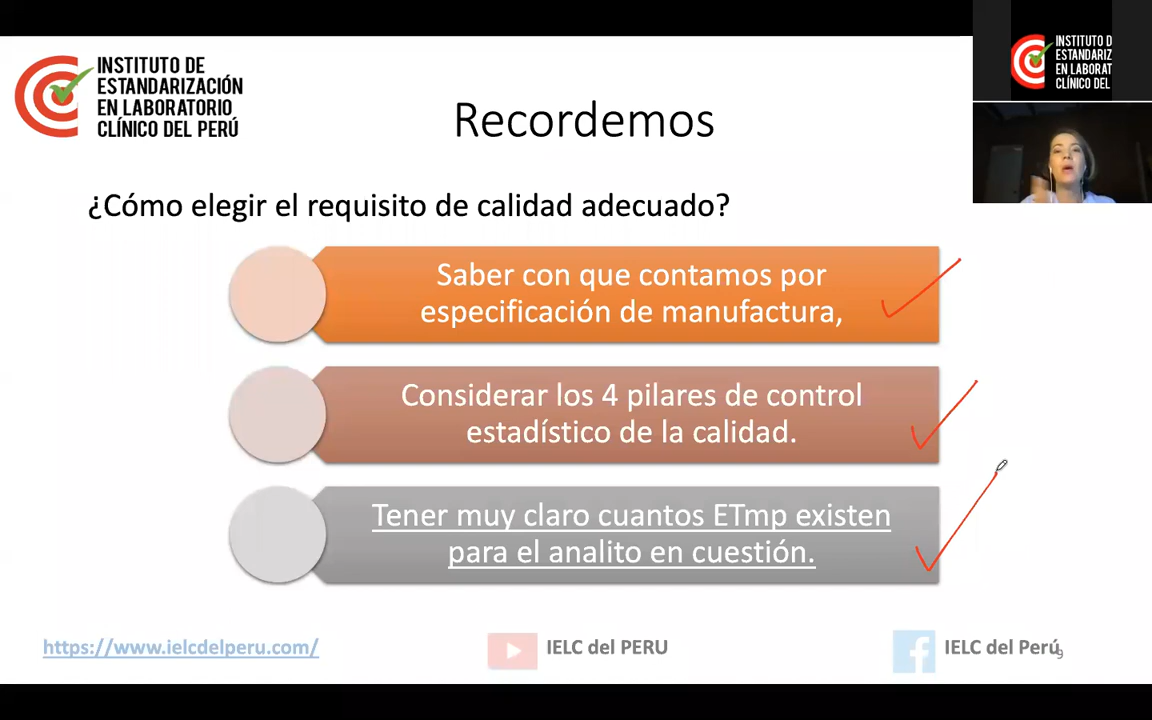 INSTITUTO DE
ESTANDARIZACIÓN
EN LABORATORIO
CLÍNICO DEL PERÚ
INSTITUTO D
ESTANDARIZ
EN LABORAT
CLÍNICO DEL
Recordemos
¿Cómo elegir el requisito de calidad adecuado?
Saber con que contamos por
especificación de manufactura,
Considerar los 4 pilares de control
estadístico de la calidad.
Tener muy claro cuantos ETmp existen
para el analito en cuestión.
https://www.ielcdelperu.com/
IELC del PERU
IELC del Perú
9